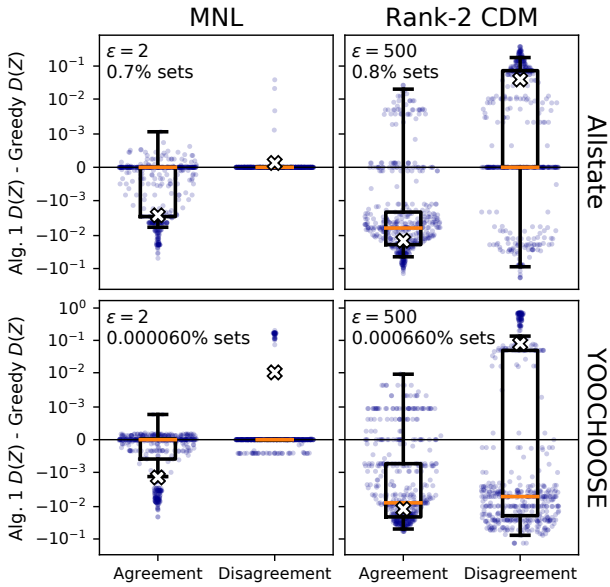 MNL
Rank-2 CDM
Alg. 1 D(Z) - Greedy D(Z)
10⁻¹
10⁻²
10⁻³
0
−10⁻³
−10⁻²
−10⁻¹
ε = 2
0.7% sets
ε = 500
0.8% sets
Allstate
Alg. 1 D(Z) - Greedy D(Z)
10⁰
10⁻¹
10⁻²
10⁻³
0
−10⁻³
−10⁻²
−10⁻¹
ε = 2
0.000060% sets
ε = 500
0.000660% sets
YOOCHOOSE
Agreement
Disagreement
Agreement
Disagreement